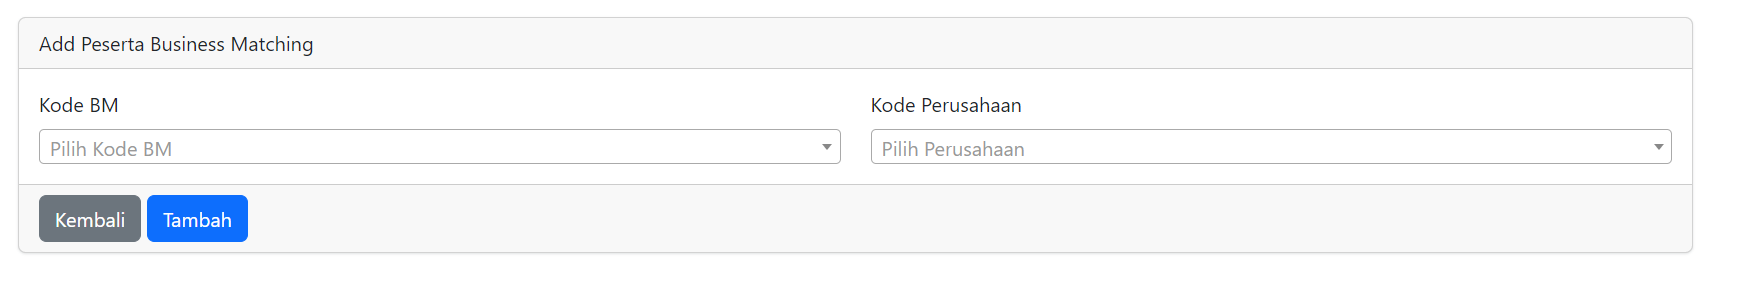 Add Peserta Business Matching
Kode BM
Kode Perusahaan
Pilih Kode BM
Pilih Perusahaan
Kembali
Tambah